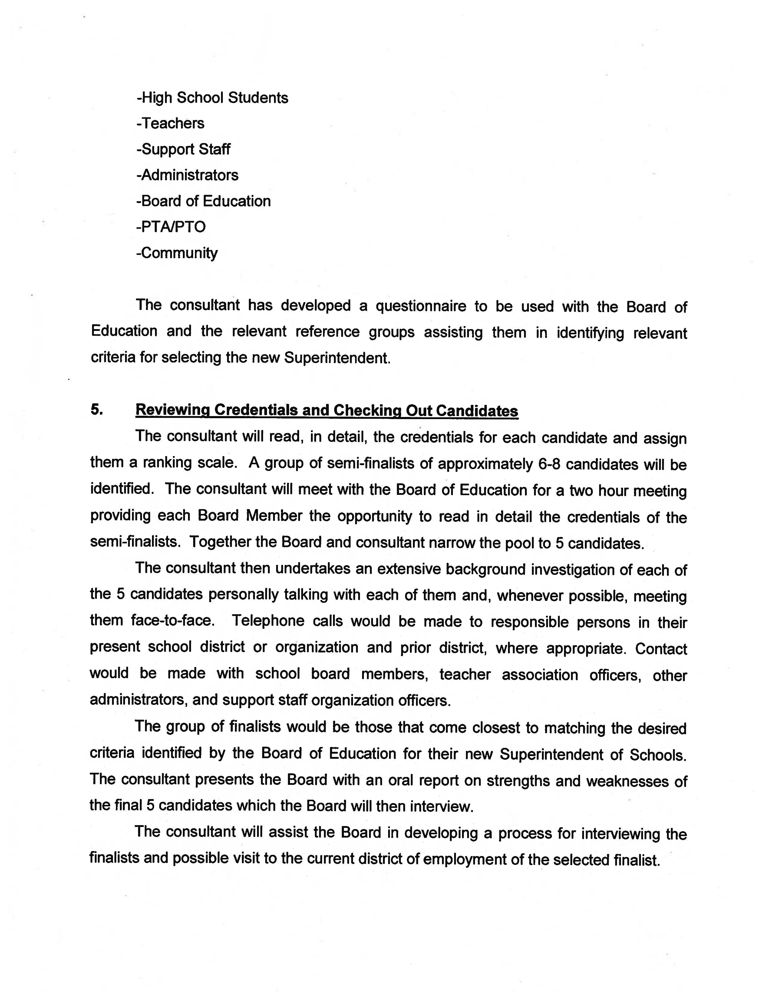 -High School Students
-Teachers
-Support Staff
-Administrators
-Board of Education
-PTA/PTO
-Community
The consultant has developed a questionnaire to be used with the Board of
Education and the relevant reference groups assisting them in identifying relevant
criteria for selecting the new Superintendent.
5. Reviewing Credentials and Checking Out Candidates
The consultant will read, in detail, the credentials for each candidate and assign
them a ranking scale. A group of semi-finalists of approximately 6-8 candidates will be
identified. The consultant will meet with the Board of Education for a two hour meeting
providing each Board Member the opportunity to read in detail the credentials of the
semi-finalists. Together the Board and consultant narrow the pool to 5 candidates.
The consultant then undertakes an extensive background investigation of each of
the 5 candidates personally talking with each of them and, whenever possible, meeting
them face-to-face. Telephone calls would be made to responsible persons in their
present school district or organization and prior district, where appropriate. Contact
would be made with school board members, teacher association officers, other
administrators, and support staff organization officers.
The group of finalists would be those that come closest to matching the desired
criteria identified by the Board of Education for their new Superintendent of Schools.
The consultant presents the Board with an oral report on strengths and weaknesses of
the final 5 candidates which the Board will then interview.
The consultant will assist the Board in developing a process for interviewing the
finalists and possible visit to the current district of employment of the selected finalist.